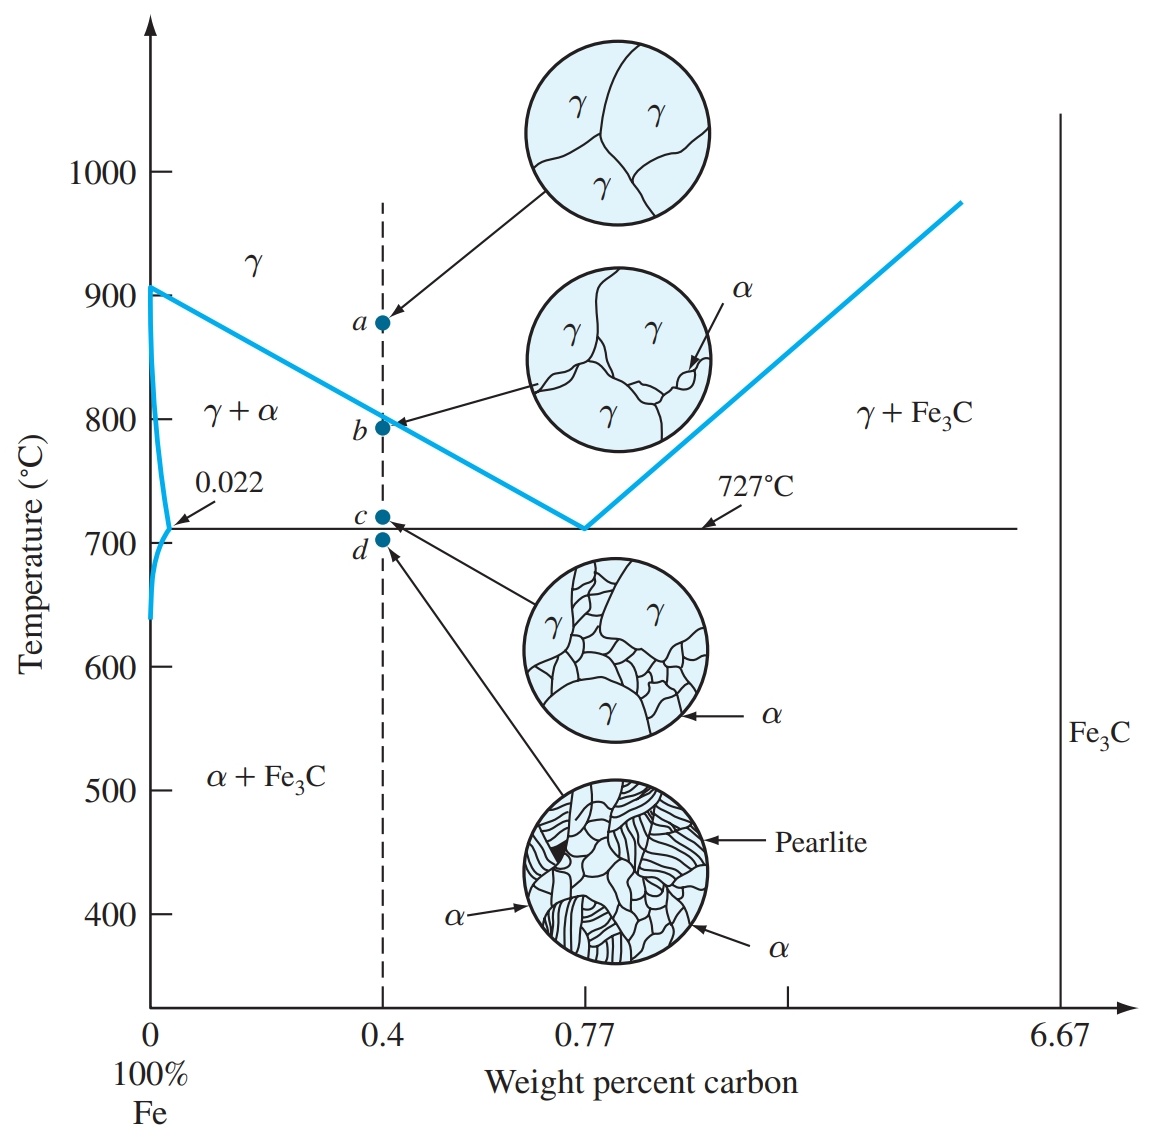 γ
γ
γ
1000
γ
900
a
α
γ
γ
γ + α
800
b
γ
γ + Fe₃C
0.022
727°C
c
700
d
γ
γ
600
γ
α
Fe₃C
α + Fe₃C
500
Pearlite
400
α
α
Temperature (°C)
0
0.4
0.77
6.67
100%
Fe
Weight percent carbon